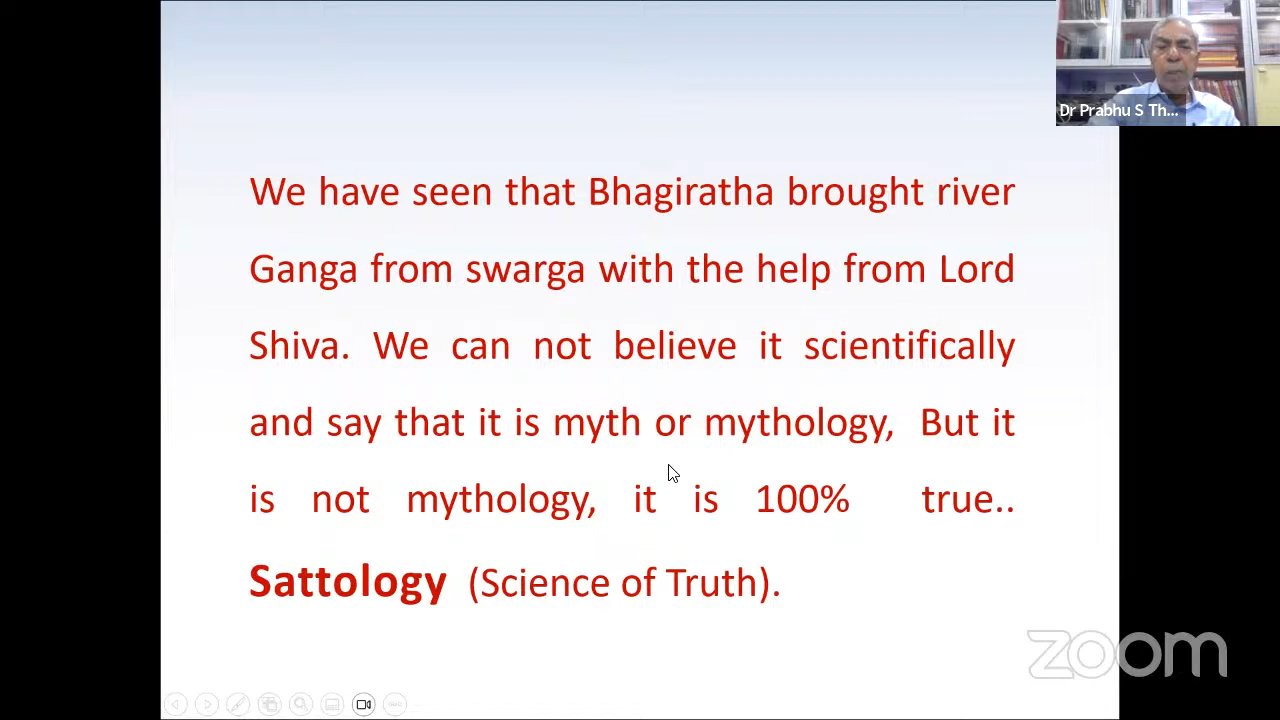 Dr Prabhu S Th...
We have seen that Bhagiratha brought river
Ganga from swarga with the help from Lord
Shiva. We can not believe it scientifically
and say that it is myth or mythology, But it
is not mythology, it is 100% true..
Sattology (Science of Truth).
zoom